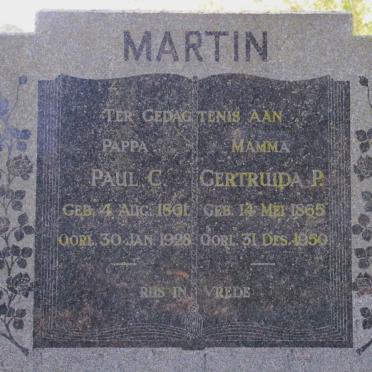 MARTIN
TER GEDAGTENIS AAN
PAPPA MAMMA
PAUL C. GERTRUIDA P.
GEB. 4 AUG. 1861 GEB. 14 MEI 1865
OORL. 30 JAN. 1928 OORL. 31 DES. 1950
RUS IN VREDE